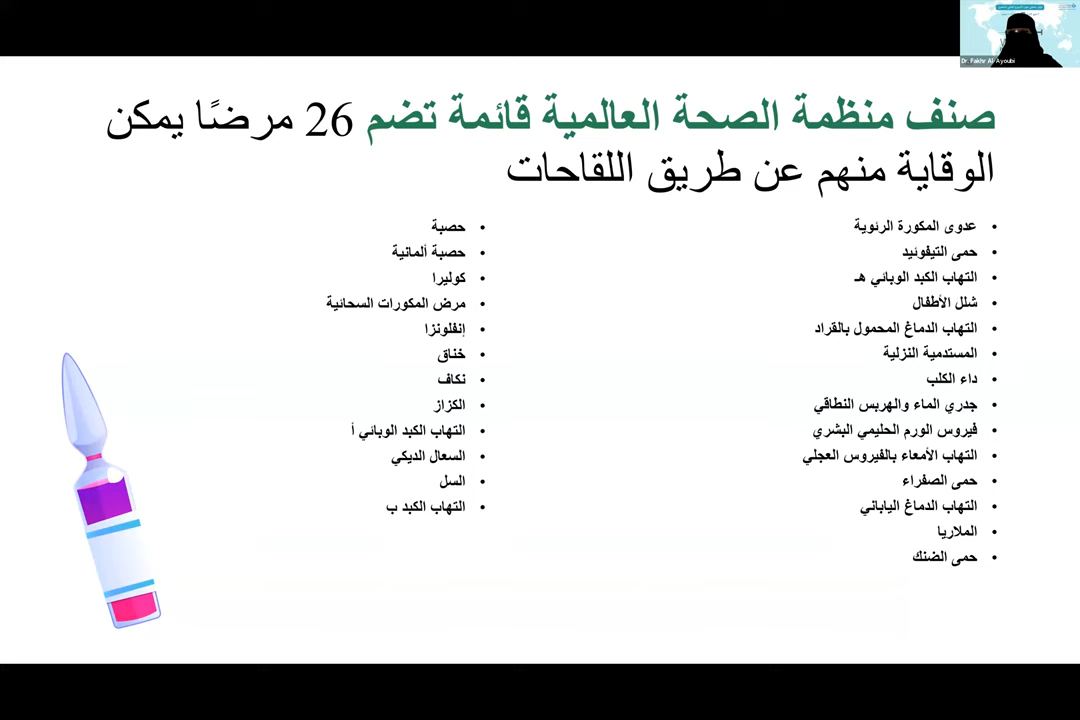 Dr. Fakhr Al-Ayoubi
صنف منظمة الصحة العالمية قائمة تضم 26 مرضًا يمكن
الوقاية منهم عن طريق اللقاحات
• عدوى المكورة الرئوية
• حمى التيفوئيد
• التهاب الكبد الوبائي هـ
• شلل الأطفال
• التهاب الدماغ المحمول بالقراد
• المستدمية النزلية
• داء الكلب
• جدري الماء والهربس النطاقي
• فيروس الورم الحليمي البشري
• التهاب الأمعاء بالفيروس العجلي
• حمى الصفراء
• التهاب الدماغ الياباني
• الملاريا
• حمى الضنك
• حصبة
• حصبة ألمانية
• كوليرا
• مرض المكورات السحائية
• إنفلونزا
• خناق
• نكاف
• الكزاز
• التهاب الكبد الوبائي أ
• السعال الديكي
• السل
• التهاب الكبد ب